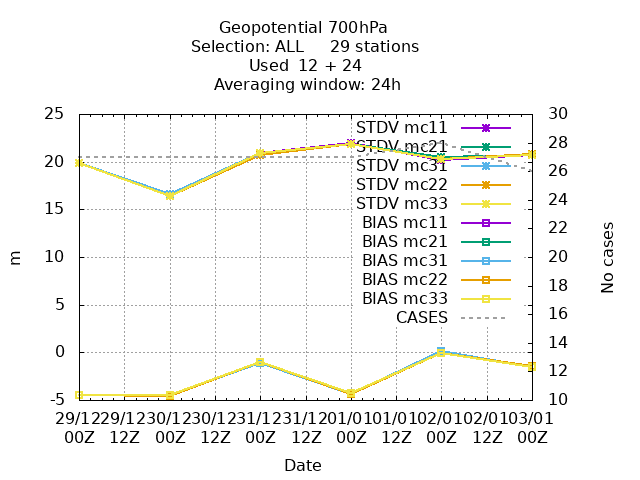 Geopotential 700hPa
Selection: ALL     29 stations
Used  12 + 24
Averaging window: 24h
25
20
15
10
5
0
-5
m
30
28
26
24
22
20
18
16
14
12
10
No cases
STDV mc11
STDV mc21
STDV mc31
STDV mc22
STDV mc33
BIAS mc11
BIAS mc21
BIAS mc31
BIAS mc22
BIAS mc33
CASES
29/12 29/12 30/12 30/12 31/12 31/12 01/01 01/01 02/01 02/01 03/01
00Z 12Z 00Z 12Z 00Z 12Z 00Z 12Z 00Z 12Z 00Z
Date